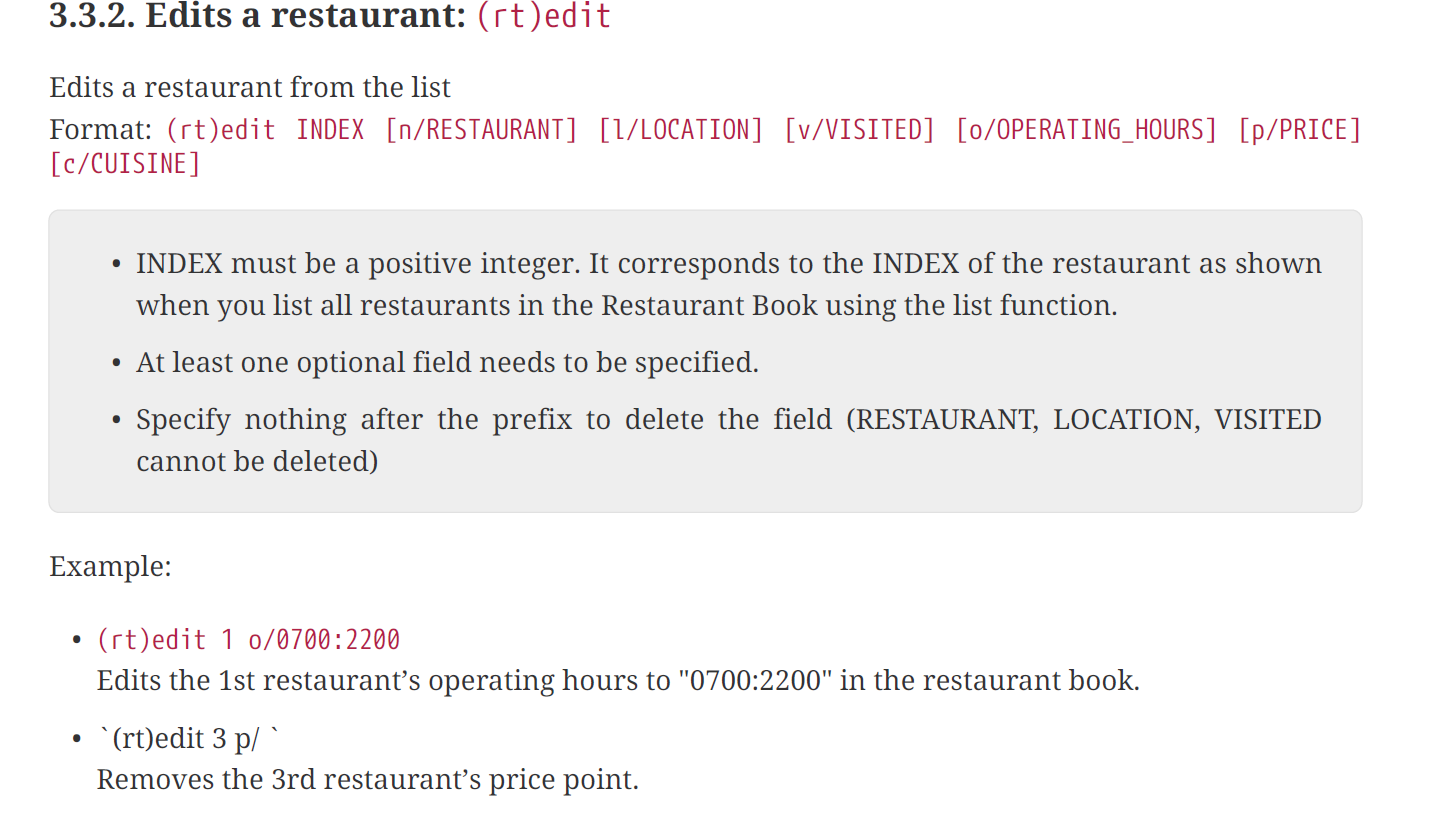 3.3.2. Edits a restaurant: (rt)edit
Edits a restaurant from the list
Format: (rt)edit INDEX [n/RESTAURANT] [l/LOCATION] [v/VISITED] [o/OPERATING_HOURS] [p/PRICE]
[c/CUISINE]
• INDEX must be a positive integer. It corresponds to the INDEX of the restaurant as shown
when you list all restaurants in the Restaurant Book using the list function.
• At least one optional field needs to be specified.
• Specify nothing after the prefix to delete the field (RESTAURANT, LOCATION, VISITED
cannot be deleted)
Example:
• (rt)edit 1 o/0700:2200
Edits the 1st restaurant’s operating hours to "0700:2200" in the restaurant book.
• `(rt)edit 3 p/ `
Removes the 3rd restaurant’s price point.